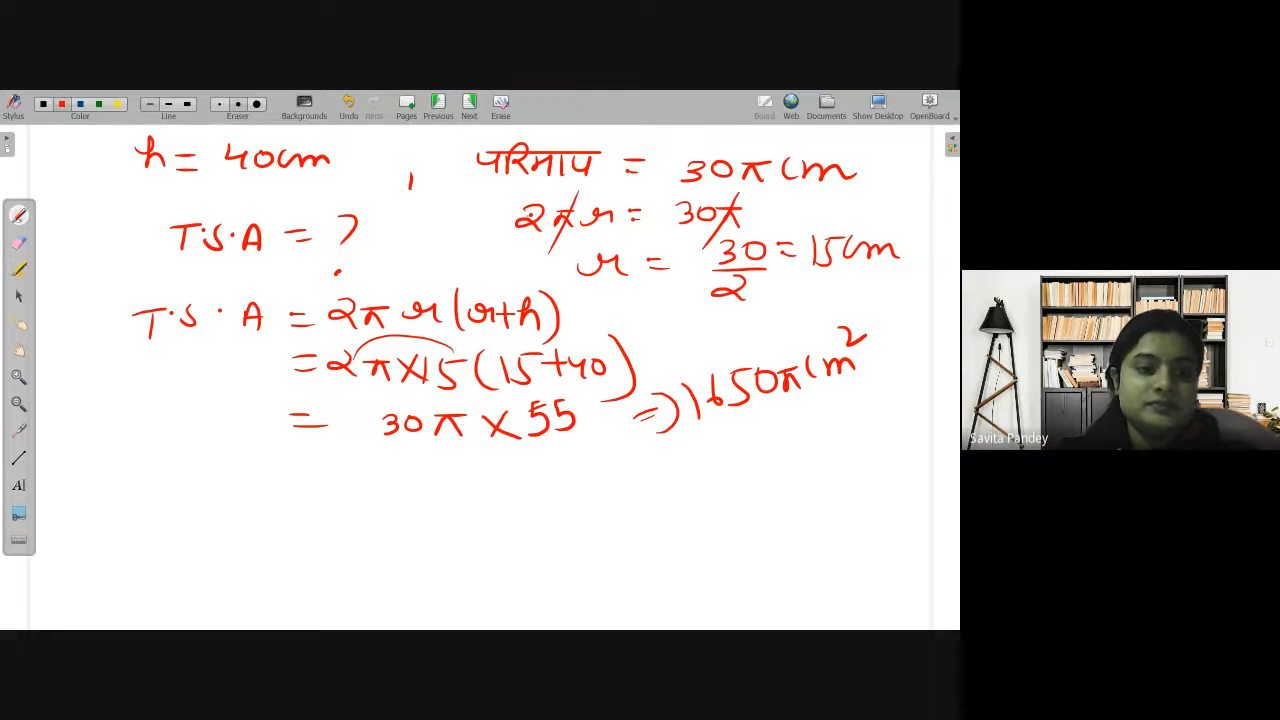 Stylus Color Line Eraser Backgrounds Undo Redo Pages Previous Next Erase Board Web Documents Show Desktop OpenBoard
h = 40cm , परिमाप = 30π cm
2πr = 30π
T.S.A = ?
r = 30/2 = 15cm
T.S.A = 2πr(r+h)
= 2π×15(15+40)
= 30π × 55 => 1650π cm²
Savita Pandey